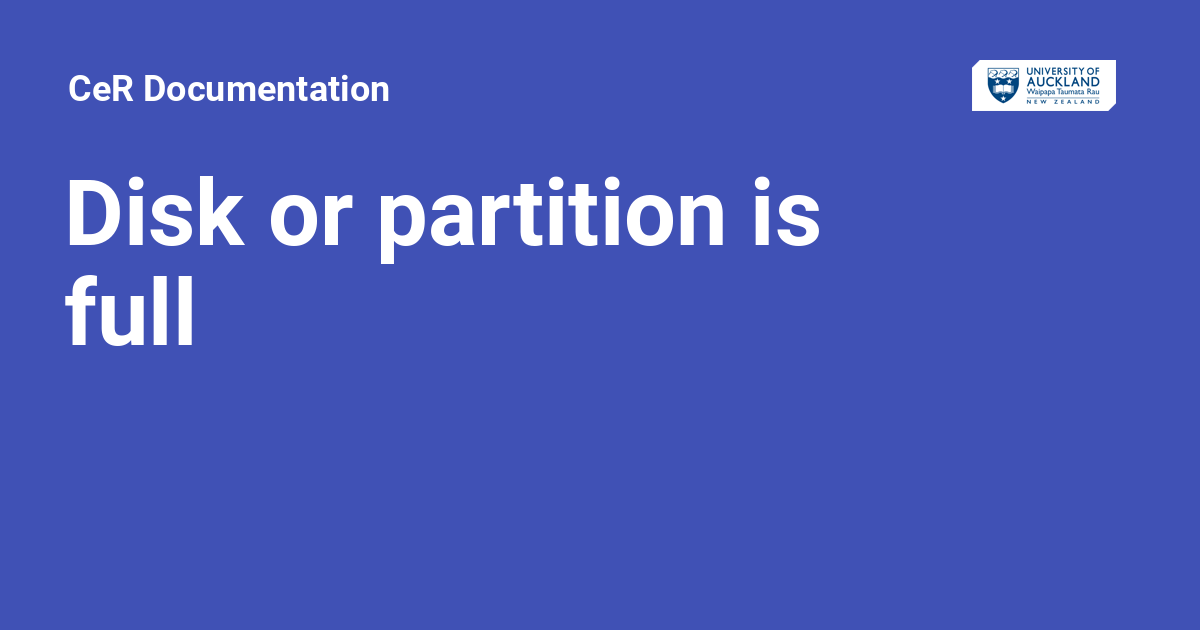 CeR Documentation
UNIVERSITY OF
AUCKLAND
Waipapa Taumata Rau
NEW ZEALAND
Disk or partition is
full